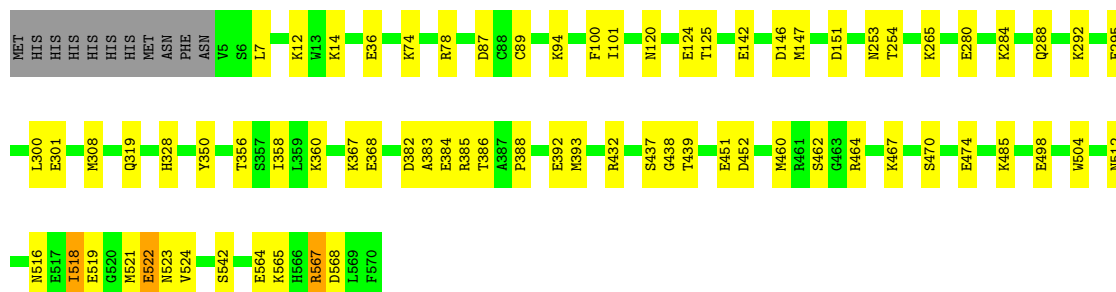 MET HIS HIS HIS HIS HIS HIS MET ASN PHE ASN V5 S6 L7 K12 W13 K14 E36 K74 R78 D87 C88 C89 K94 F100 I101 N120 E124 T125 E142 D146 M147 D151 N253 T254 K265 E280 K284 Q288 K292
L300 E301 M308 Q319 H328 Y350 T356 S357 I358 L359 K360 K367 E368 D382 A383 E384 R385 T386 A387 P388 E392 M393 R432 S437 G438 T439 E451 D452 M460 R461 S462 G463 R464 K467 S470 E474 K485 E498 W504
N516 E517 I518 E519 G520 M521 E522 N523 V524 S542 E564 K565 H566 R567 D568 L569 F570